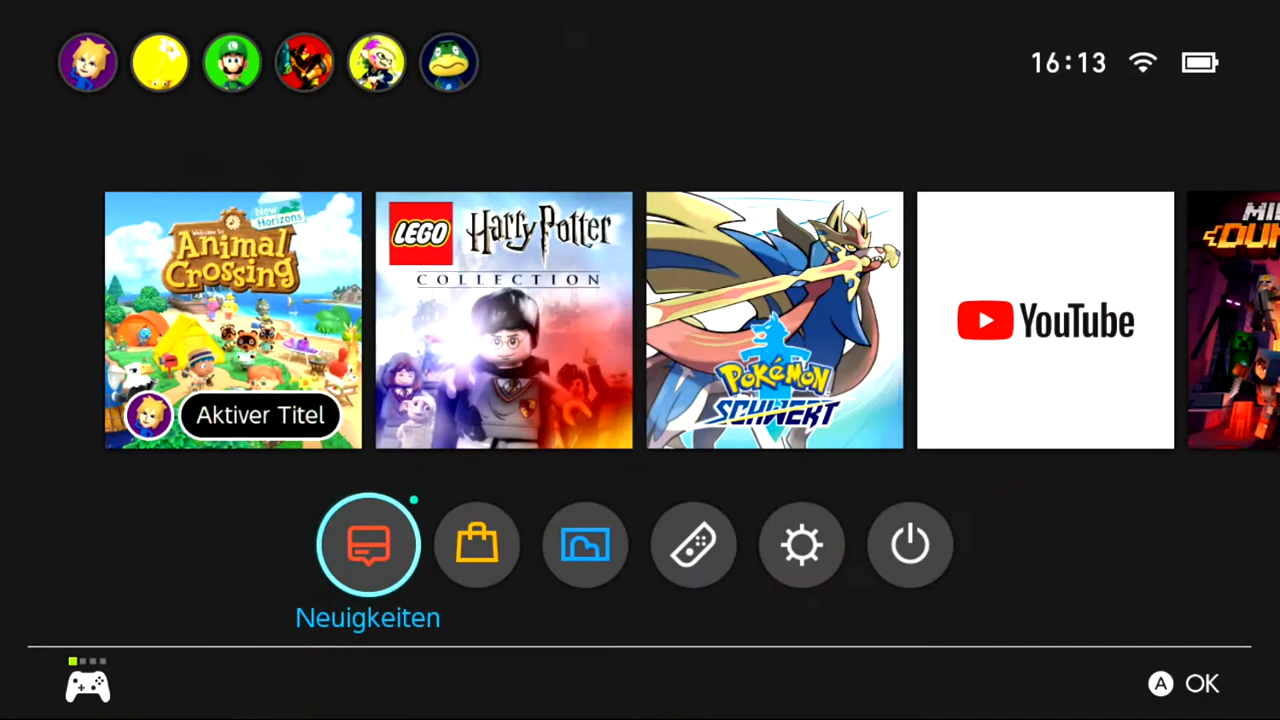 16:13
New
Horizons
Welcome to
Animal
Crossing
Aktiver Titel
LEGO
Harry Potter
COLLECTION
POKéMON
SCHWERT
YouTube
Neuigkeiten
A OK